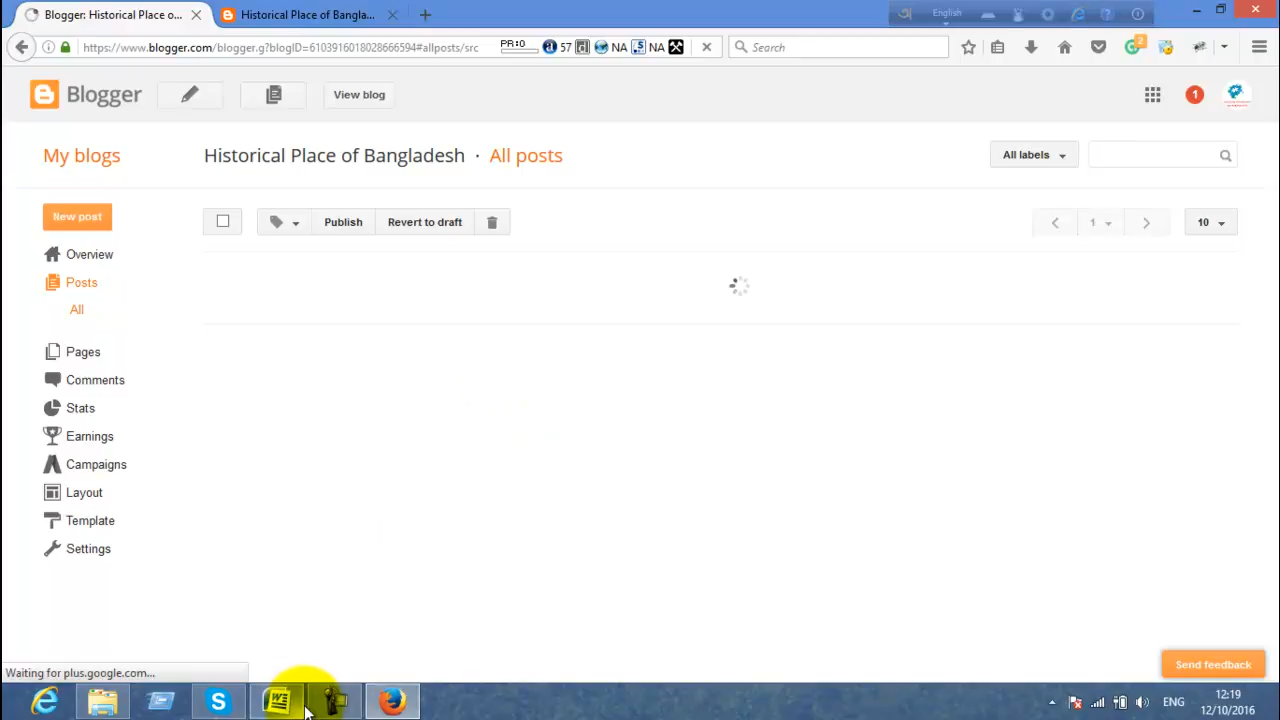 Blogger: Historical Place o...
Historical Place of Bangla...
English
https://www.blogger.com/blogger.g?blogID=6103916018028666594#allposts/src
PR:0
57
NA
NA
Search
2
Blogger
View blog
1
My blogs
Historical Place of Bangladesh · All posts
All labels
New post
Publish
Revert to draft
1
10
Overview
Posts
All
Pages
Comments
Stats
Earnings
Campaigns
Layout
Template
Settings
Waiting for plus.google.com...
Send feedback
ENG
12:19
12/10/2016